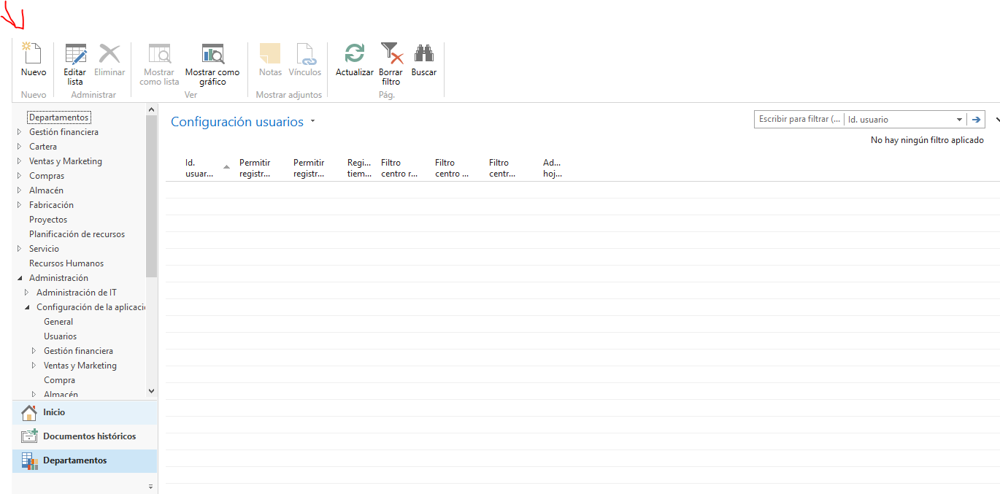 Nuevo
Editar
lista
Eliminar
Mostrar
como lista
Mostrar como
gráfico
Notas
Vínculos
Actualizar
Borrar
filtro
Buscar
Nuevo
Administrar
Ver
Mostrar adjuntos
Pág.
Departamentos
Gestión financiera
Cartera
Ventas y Marketing
Compras
Almacén
Fabricación
Proyectos
Planificación de recursos
Servicio
Recursos Humanos
Administración
Administración de IT
Configuración de la aplicació
General
Usuarios
Gestión financiera
Ventas y Marketing
Compra
Almacén
Inicio
Documentos históricos
Departamentos
Configuración usuarios
Escribir para filtrar (...
Id. usuario
No hay ningún filtro aplicado
Id.
usuar...
Permitir
registr...
Permitir
registr...
Regi...
tiem...
Filtro
centro r...
Filtro
centro ...
Filtro
centr...
Ad...
hoj...